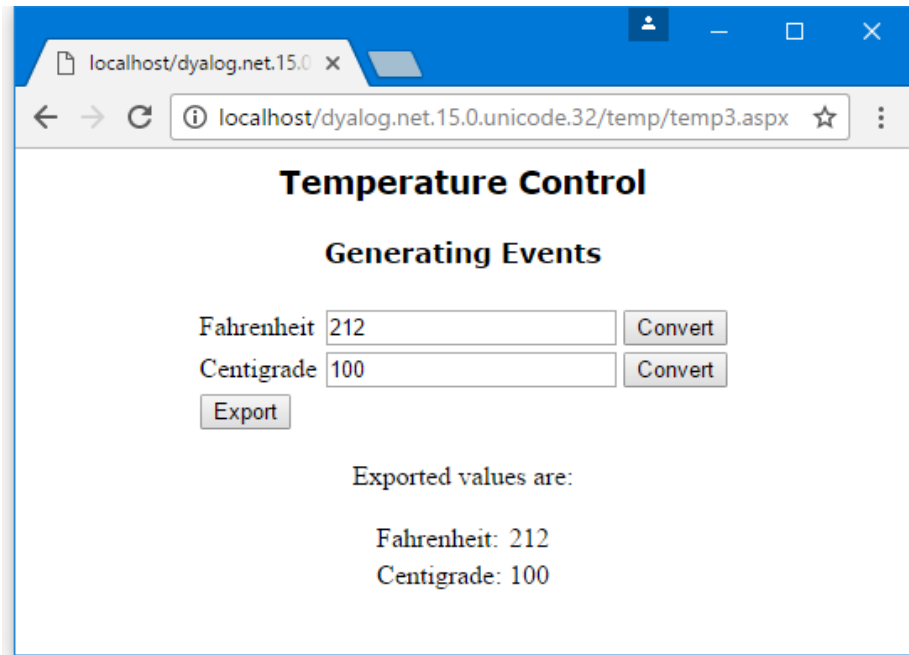 localhost/dyalog.net.15.0
localhost/dyalog.net.15.0.unicode.32/temp/temp3.aspx
Temperature Control
Generating Events
Fahrenheit 212 Convert
Centigrade 100 Convert
Export
Exported values are:
Fahrenheit: 212
Centigrade: 100